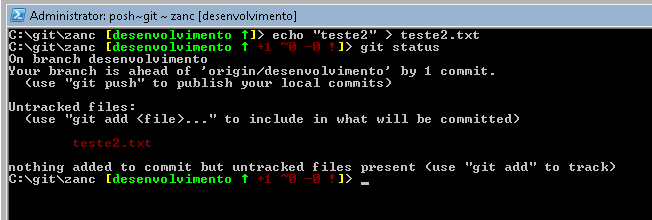 Administrator: posh~git ~ zanc [desenvolvimento]
C:\git\zanc [desenvolvimento ↑]> echo "teste2" > teste2.txt
C:\git\zanc [desenvolvimento ↑ +1 ~0 -0 !]> git status
On branch desenvolvimento
Your branch is ahead of 'origin/desenvolvimento' by 1 commit.
  (use "git push" to publish your local commits)
Untracked files:
  (use "git add <file>..." to include in what will be committed)
        teste2.txt
nothing added to commit but untracked files present (use "git add" to track)
C:\git\zanc [desenvolvimento ↑ +1 ~0 -0 !]> _